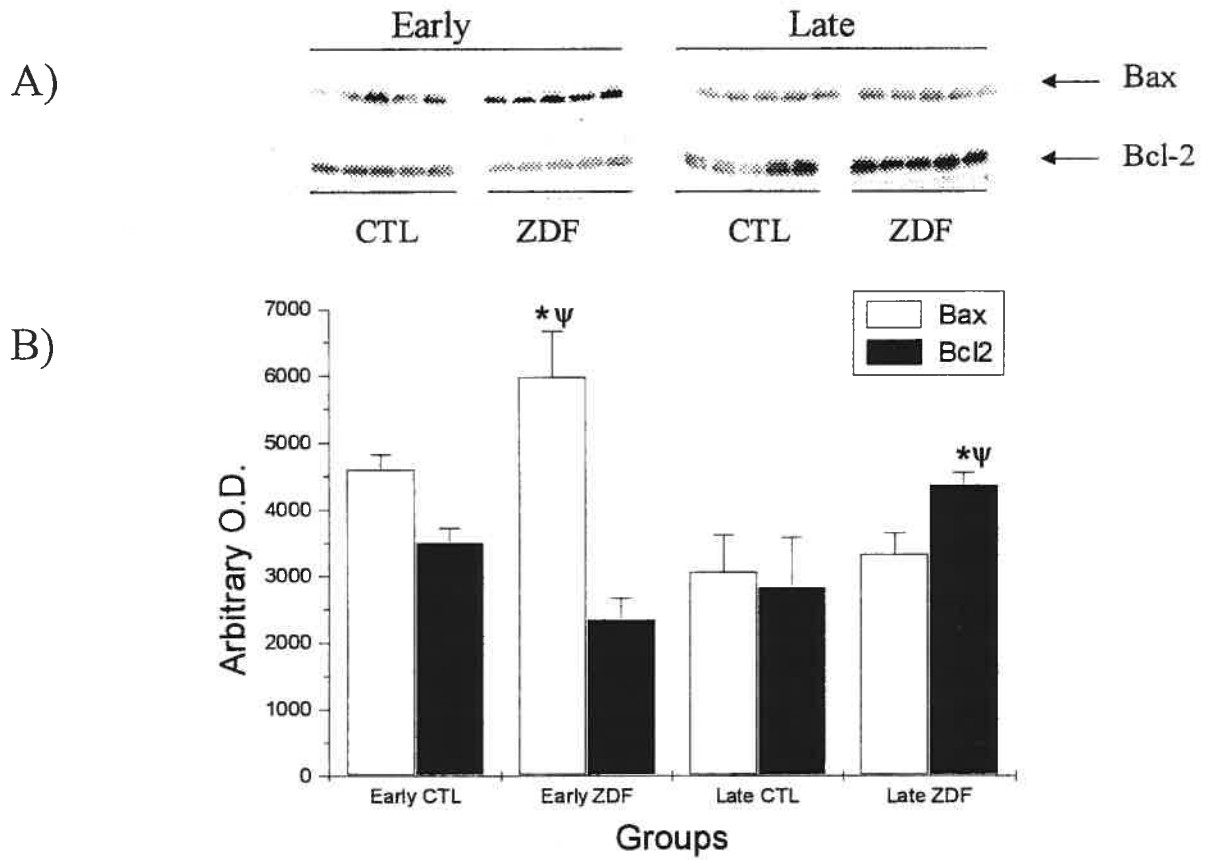 Early Late
A)
Bax
Bcl-2
CTL ZDF CTL ZDF
B)
Bax
Bcl2
7000
6000
5000
4000
3000
2000
1000
0
*ψ
*ψ
Arbitrary O.D.
Early CTL Early ZDF Late CTL Late ZDF
Groups